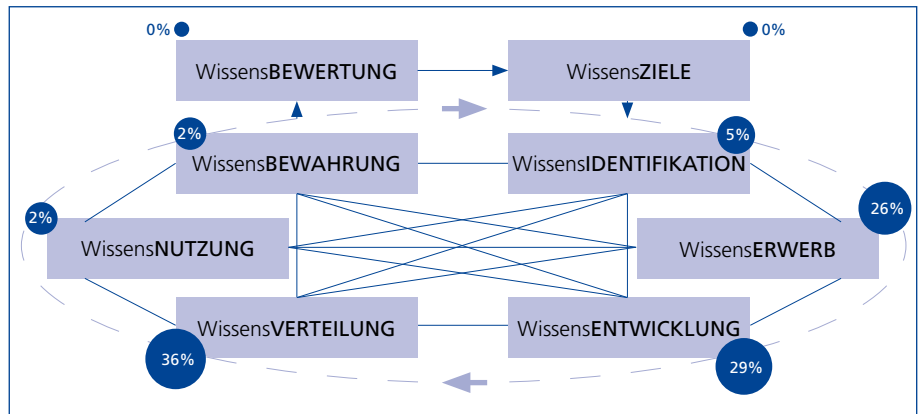 0%
0%
WissensBEWERTUNG
WissensZIELE
2%
5%
WissensBEWAHRUNG
WissensIDENTIFIKATION
2%
26%
WissensNUTZUNG
WissensERWERB
WissensVERTEILUNG
WissensENTWICKLUNG
36%
29%